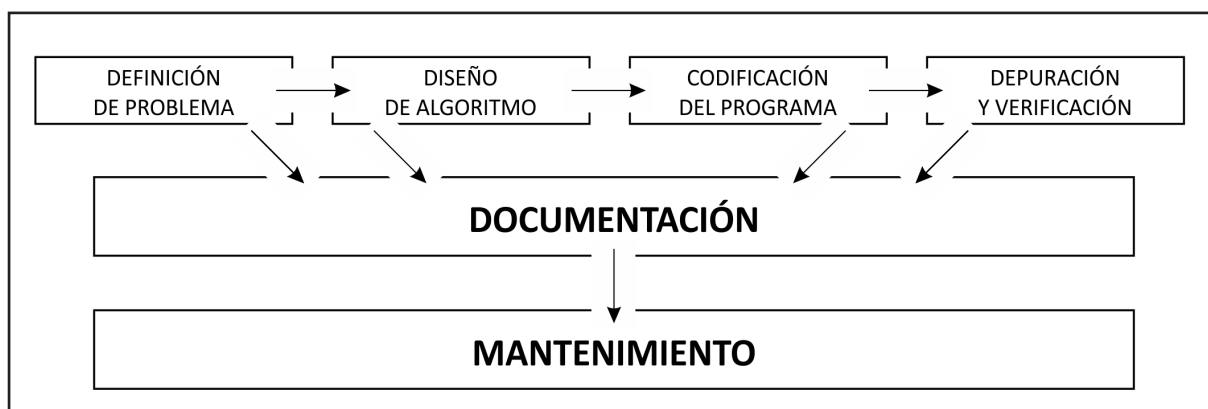 DEFINICIÓN
DE PROBLEMA
DISEÑO
DE ALGORITMO
CODIFICACIÓN
DEL PROGRAMA
DEPURACIÓN
Y VERIFICACIÓN
DOCUMENTACIÓN
MANTENIMIENTO